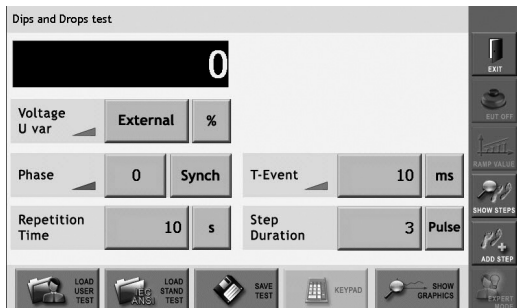 Dips and Drops test
0
EXIT
Voltage
U var
External
%
EUT OFF
RAMP VALUE
Phase
0
Synch
T-Event
10
ms
SHOW STEPS
Repetition
Time
10
s
Step
Duration
3
Pulse
ADD STEP
LOAD
USER
TEST
IEC
ANSI
LOAD
STAND
TEST
SAVE
TEST
KEYPAD
SHOW
GRAPHICS
EXPERT
MODE